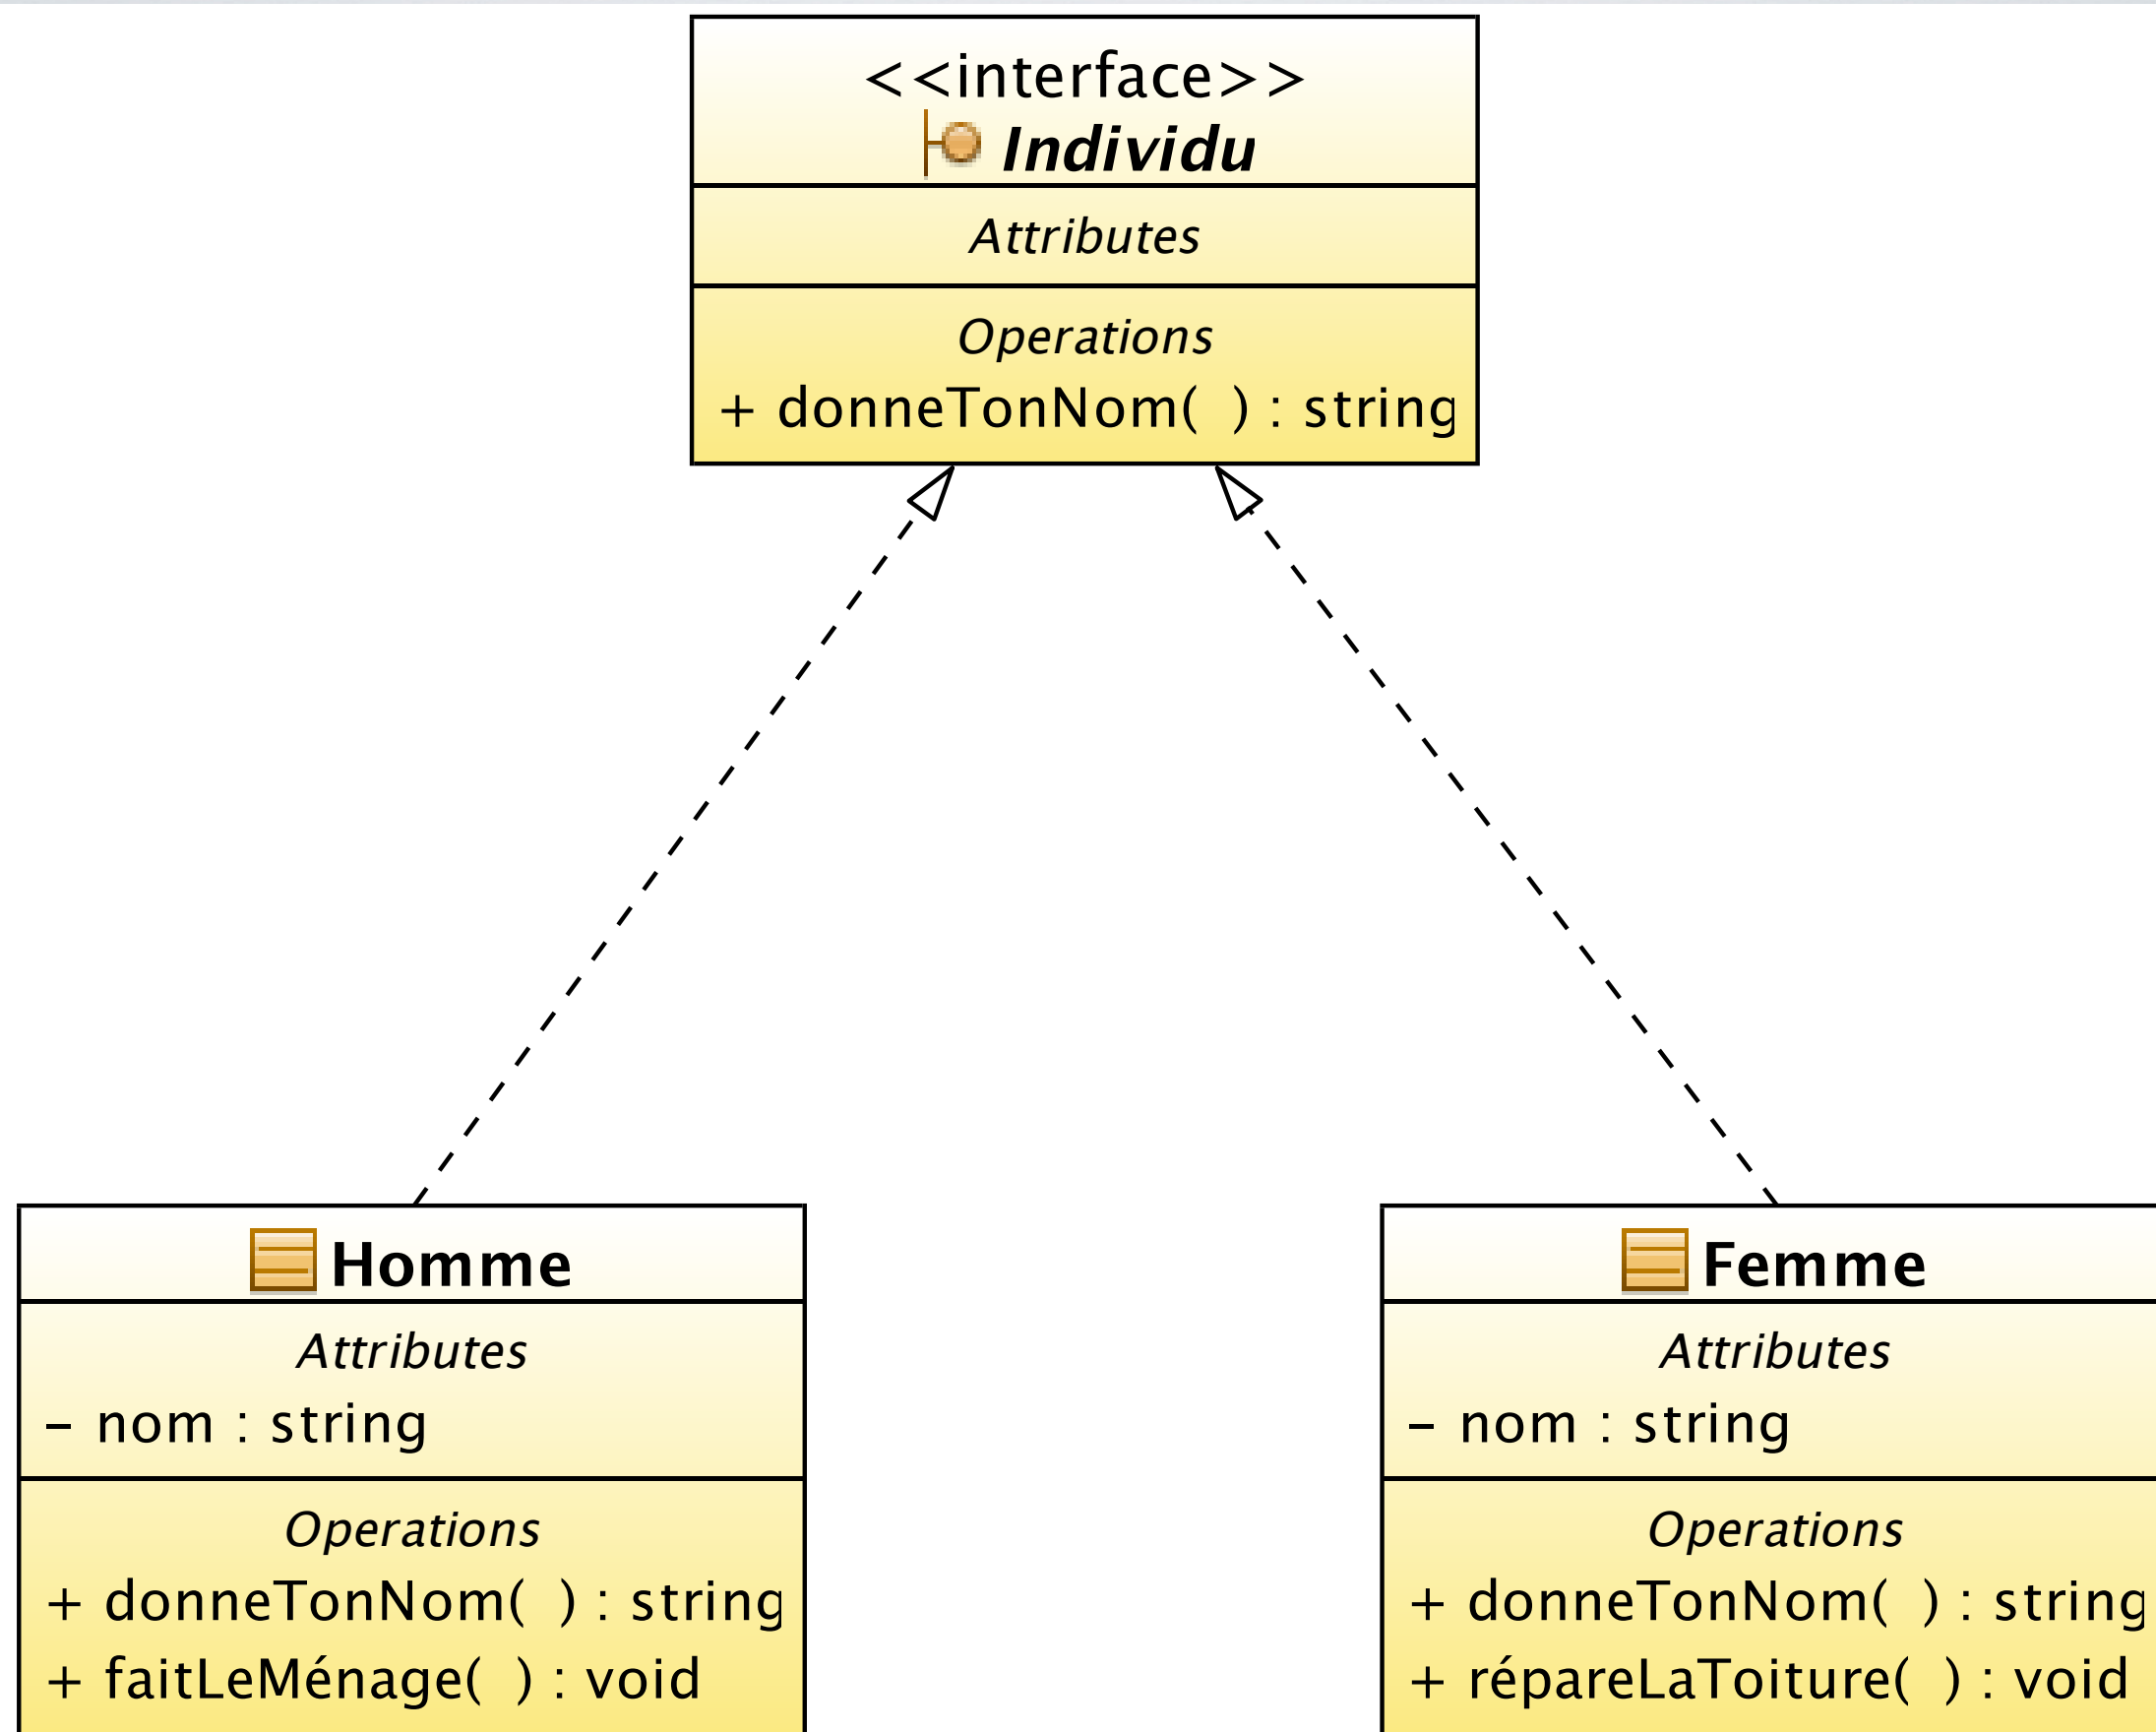 <<interface>>
Individu
Attributes
Operations
+ donneTonNom( ) : string
Homme
Attributes
- nom : string
Operations
+ donneTonNom( ) : string
+ faitLeMénage( ) : void
Femme
Attributes
- nom : string
Operations
+ donneTonNom( ) : string
+ répareLaToiture( ) : void